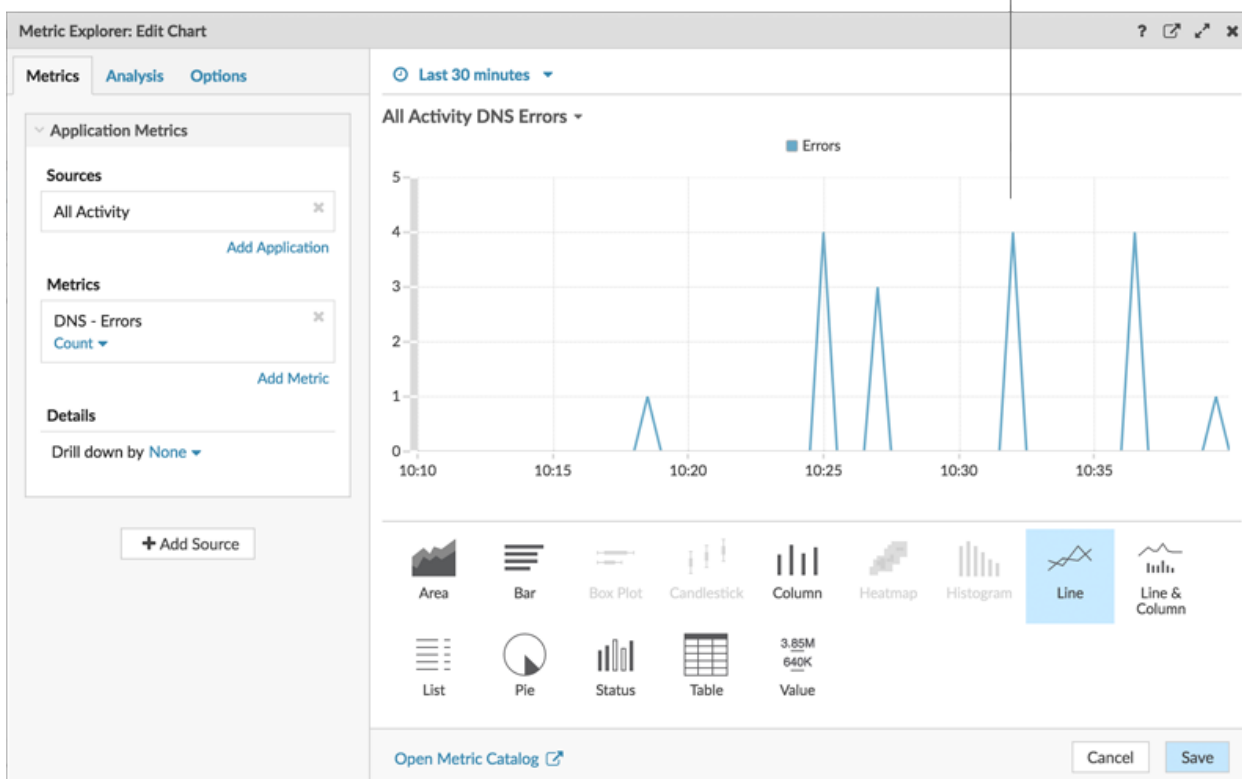 Metric Explorer: Edit Chart
?
Metrics Analysis Options
Last 30 minutes
Application Metrics
Sources
All Activity
Add Application
Metrics
DNS - Errors
Count
Add Metric
Details
Drill down by None
+ Add Source
All Activity DNS Errors
Errors
5
4
3
2
1
0
10:10 10:15 10:20 10:25 10:30 10:35
Area Bar Box Plot Candlestick Column Heatmap Histogram Line Line &
Column
3.85M
640K
List Pie Status Table Value
Open Metric Catalog
Cancel Save